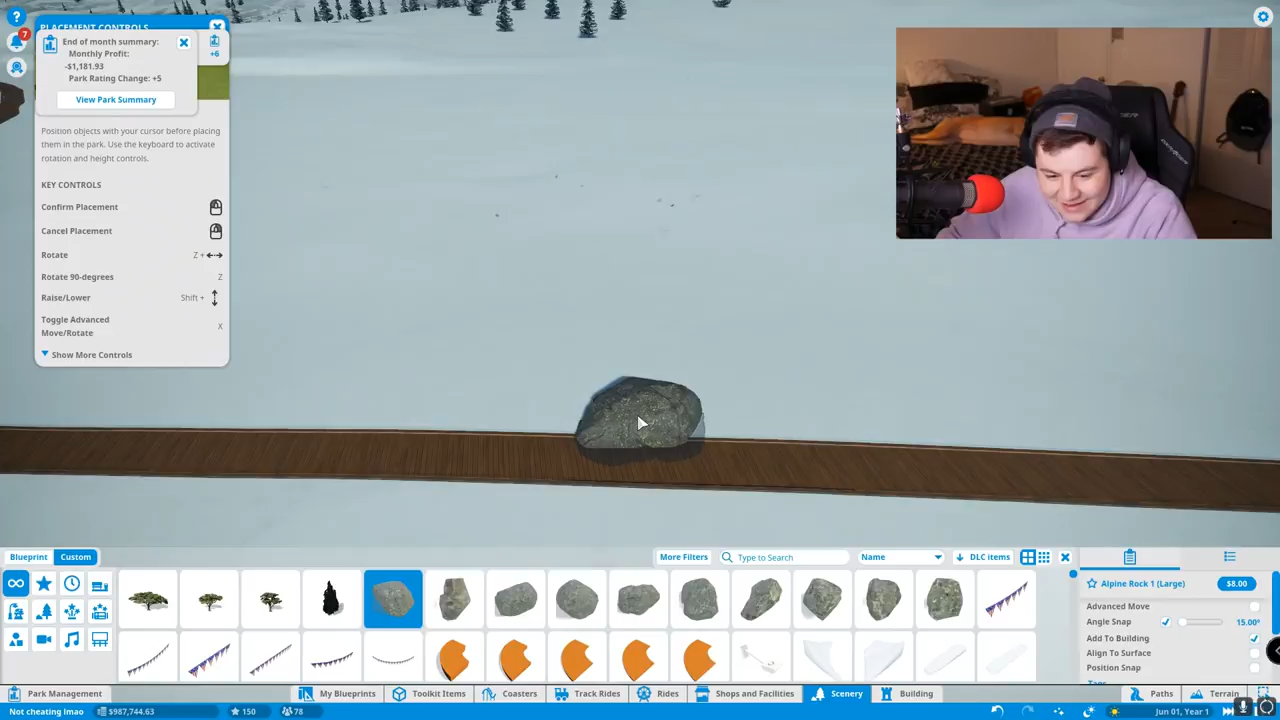 PLACEMENT CONTROLS
End of month summary:
Monthly Profit:
-$1,181.93
Park Rating Change: +5
View Park Summary
+6
7
Position objects with your cursor before placing
them in the park. Use the keyboard to activate
rotation and height controls.
KEY CONTROLS
Confirm Placement
Cancel Placement
Rotate Z +
Rotate 90-degrees Z
Raise/Lower Shift +
Toggle Advanced
Move/Rotate X
Show More Controls
Blueprint Custom More Filters Type to Search Name DLC items
Alpine Rock 1 (Large) $8.00
Advanced Move
Angle Snap 15.00°
Add To Building
Align To Surface
Position Snap
Park Management My Blueprints Toolkit Items Coasters Track Rides Rides Shops and Facilities Scenery Building Paths Terrain
Not cheating lmao $987,744.63 150 78 Jun 01, Year 1